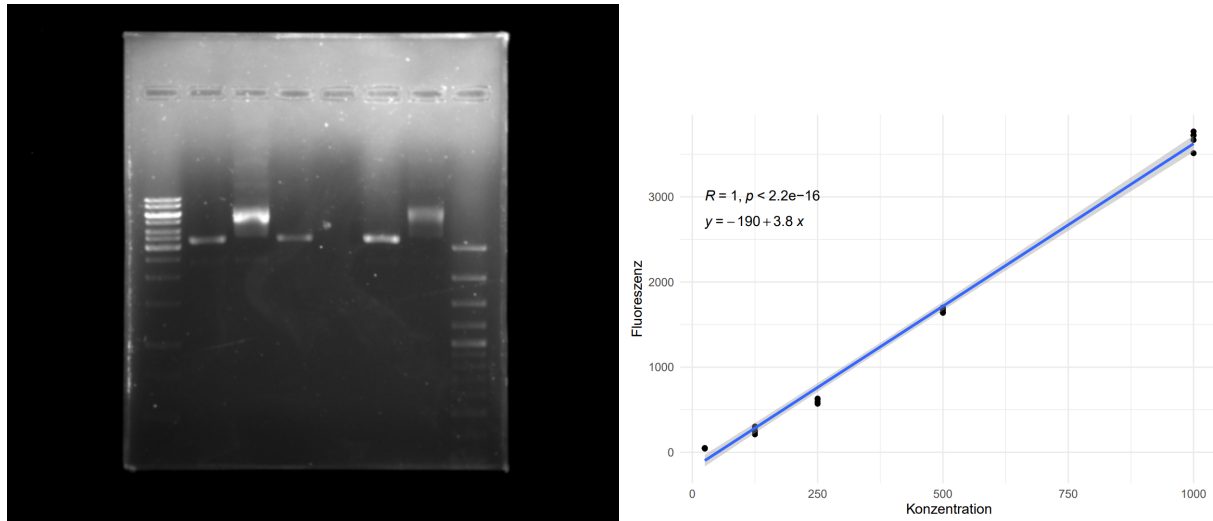 R = 1, p < 2.2e−16
y = − 190 + 3.8 x
3000
2000
1000
0
Fluoreszenz
0 250 500 750 1000
Konzentration